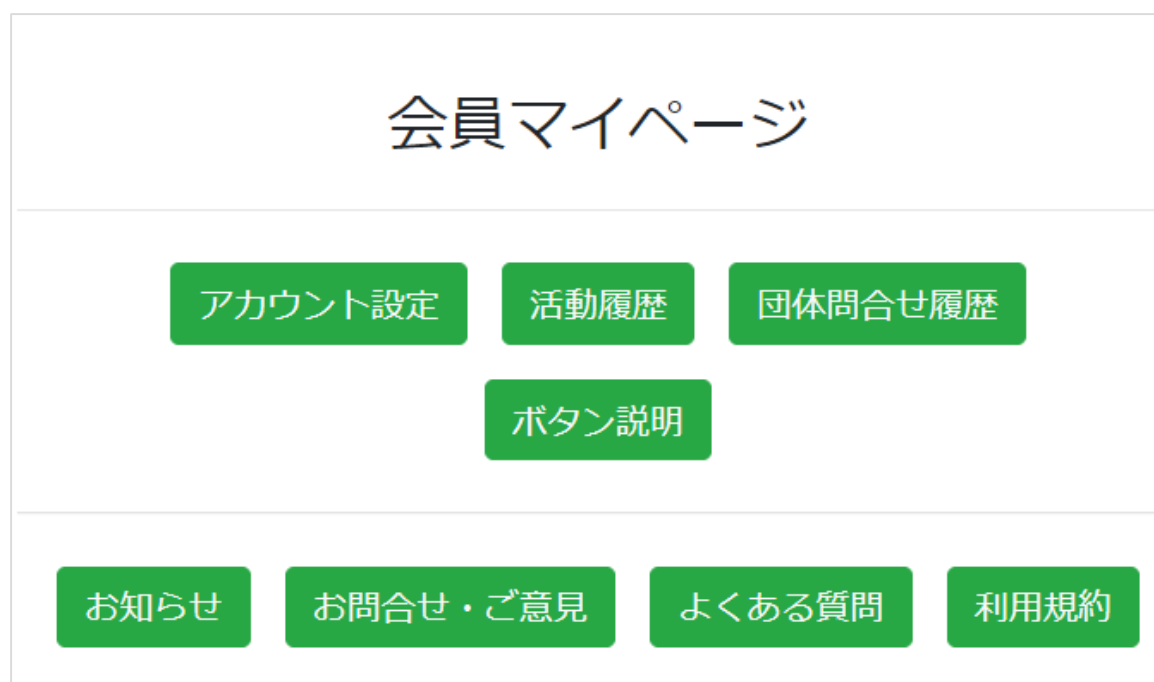 会員マイページ
アカウント設定 活動履歴 団体問合せ履歴
ボタン説明
お知らせ お問合せ・ご意見 よくある質問 利用規約